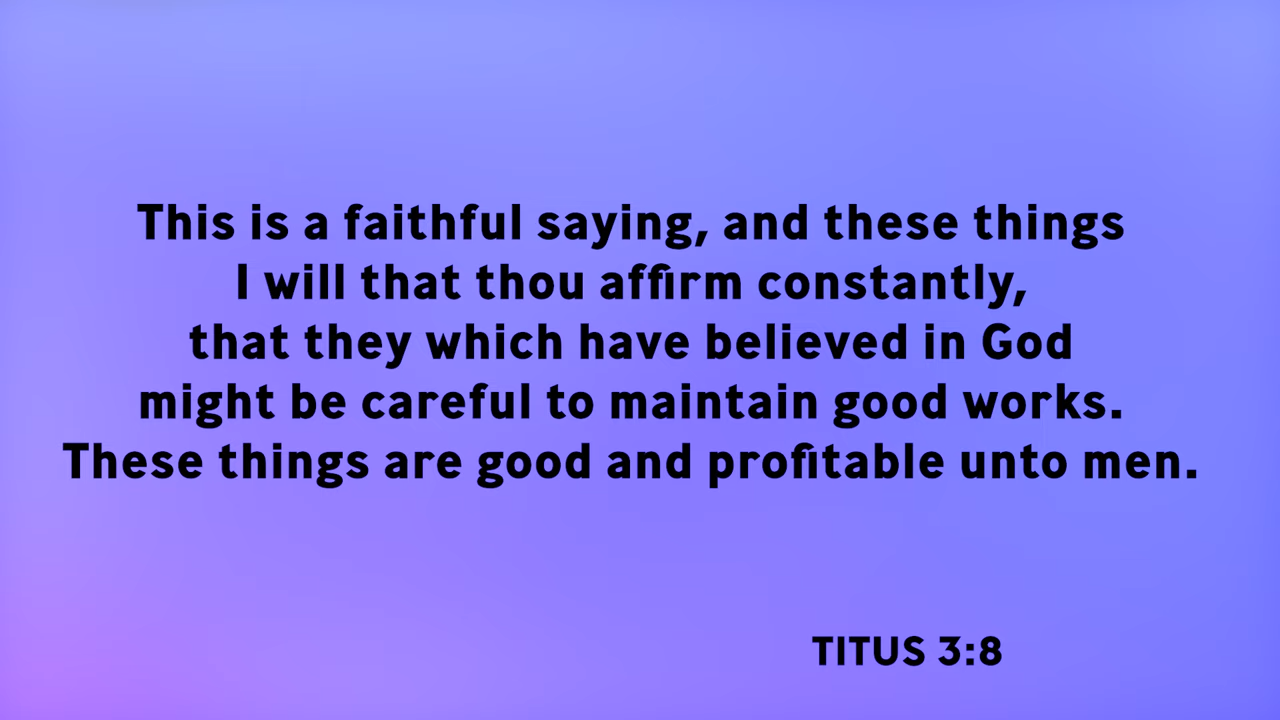 This is a faithful saying, and these things
I will that thou affirm constantly,
that they which have believed in God
might be careful to maintain good works.
These things are good and profitable unto men.
TITUS 3:8